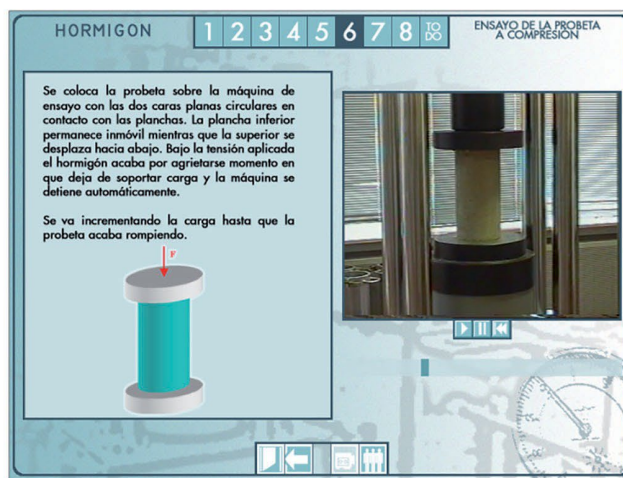 HORMIGON
1 2 3 4 5 6 7 8 TO DO
ENSAYO DE LA PROBETA
A COMPRESIÓN
Se coloca la probeta sobre la máquina de
ensayo con las dos caras planas circulares en
contacto con las planchas. La plancha inferior
permanece inmóvil mientras que la superior se
desplaza hacia abajo. Bajo la tensión aplicada
el hormigón acaba por agrietarse momento en
que deja de soportar carga y la máquina se
detiene automáticamente.
Se va incrementando la carga hasta que la
probeta acaba rompiendo.
F